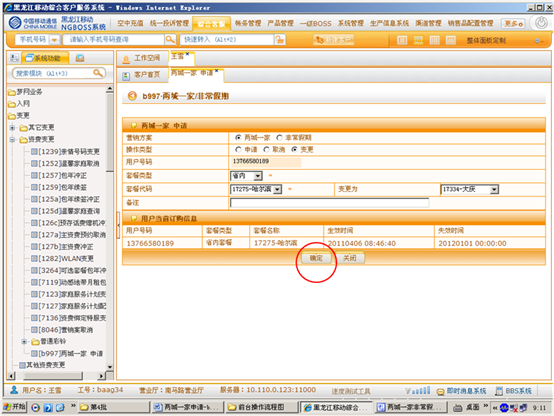 黑龙江移动综合客户服务系统 - Windows Internet Explorer
中国移动通信 CHINA MOBILE 黑龙江移动 NGBOSS系统 空中充值 统一投诉管理 帐务管理 产品管理 一级BOSS 系统管理 生产信息系统 渠道管理 销售品配置管理 更多
手机号码 请输入手机号码查询 快速转入 (Alt+2) 整体面板定制
系统功能
工作空间 王雪
搜索模块 (Alt+3)
客户首页 两城一家 申请
梦网业务
入网
变更
其它变更
资费变更
[1239]亲情号码变更
[1252]温馨家庭取消
[1257]包年冲正
[1259]包年续签
[125a]包年续签冲正
[125d]温馨家庭查询
[126c]预存话费赠机冲正
[127a]主资费预约取消
[127b]主资费冲正
[1282]WLAN变更
[3264]可选套餐包年冲
[7119]动感地带月租包
[7123]家庭服务计划变
[7127]家庭服务计划配
[7136]资费绑定特服变
[8046]营销案取消
普通彩铃
[b997]两城一家 申请
其他资费变更
b997·两城一家/非常假期
两城一家 申请
营销方案 两城一家 非常假期
操作类型 申请 取消 变更
用户号码 13766580189
套餐类型 省内 *
套餐代码 17275-哈尔滨 * 变更为 17334-大庆
备注
用户当前订购信息
用户号码 套餐类型 套餐名称 生效时间 失效时间
13766580189 省内套餐 17275-哈尔滨 20110406 08:46:40 20120101 00:00:00
确定 关闭
用户名：王雪 工号：baag34 营业厅：南马路营业厅 服务器：10.110.0.123:11000 速度测试工具 即时消息系统 BBS系统
开始 第4批 两城一家申请-h... 前台操作流程图 黑龙江移动综合... 两城一家非常假... 桌面 9:11